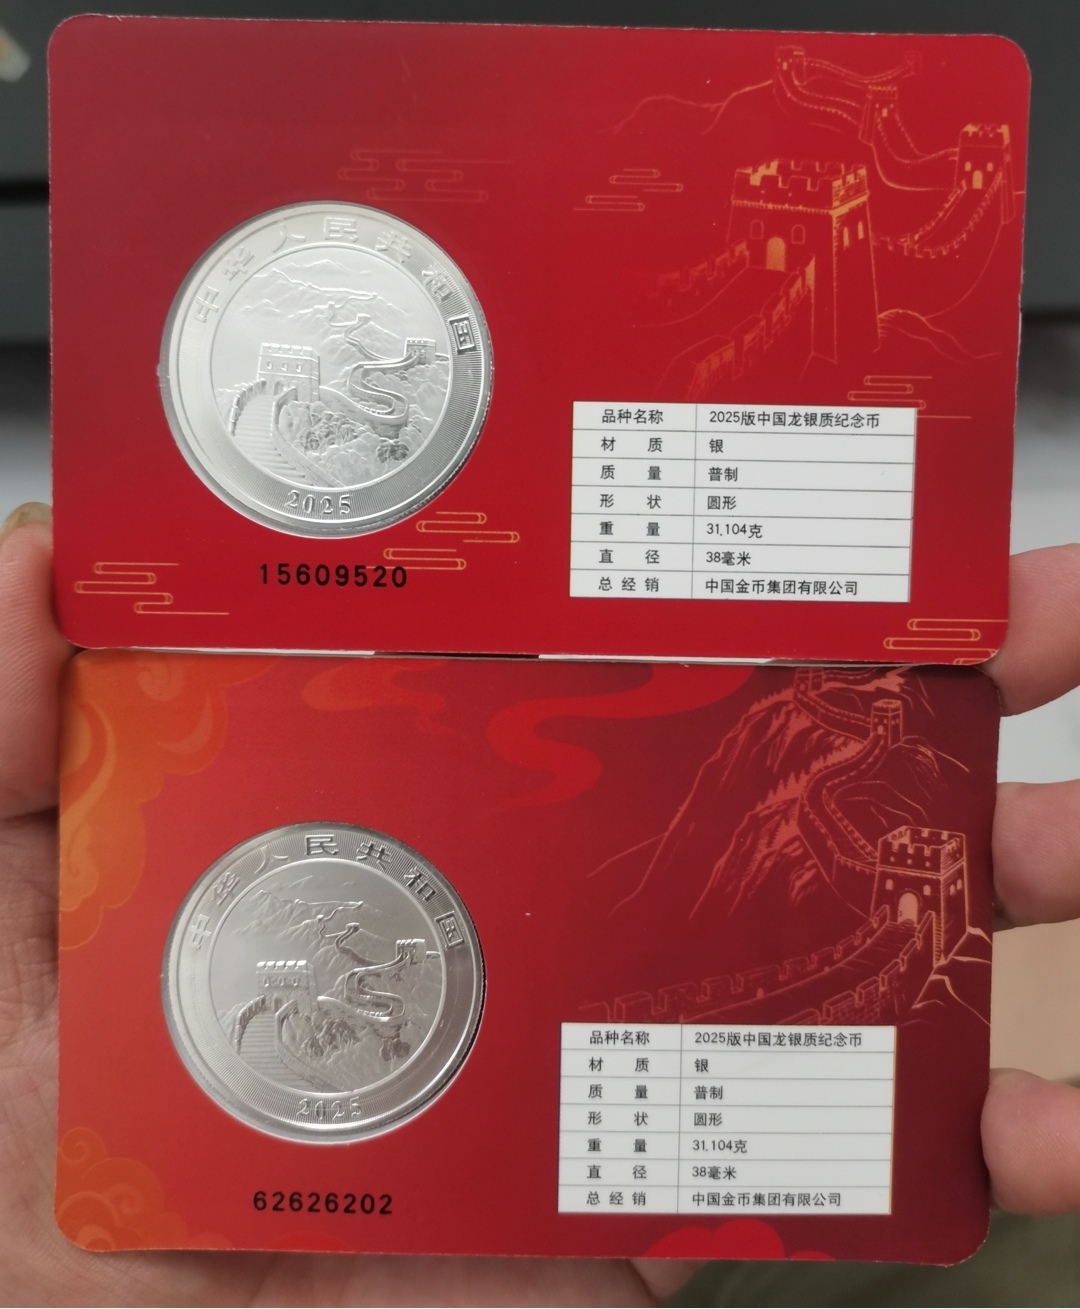 中华人民共和国
2025
15609520
品种名称 2025版中国龙银质纪念币
材 质 银
质 量 普制
形 状 圆形
重 量 31.104克
直 径 38毫米
总 经 销 中国金币集团有限公司
中华人民共和国
2025
62626202
品种名称 2025版中国龙银质纪念币
材 质 银
质 量 普制
形 状 圆形
重 量 31.104克
直 径 38毫米
总 经 销 中国金币集团有限公司